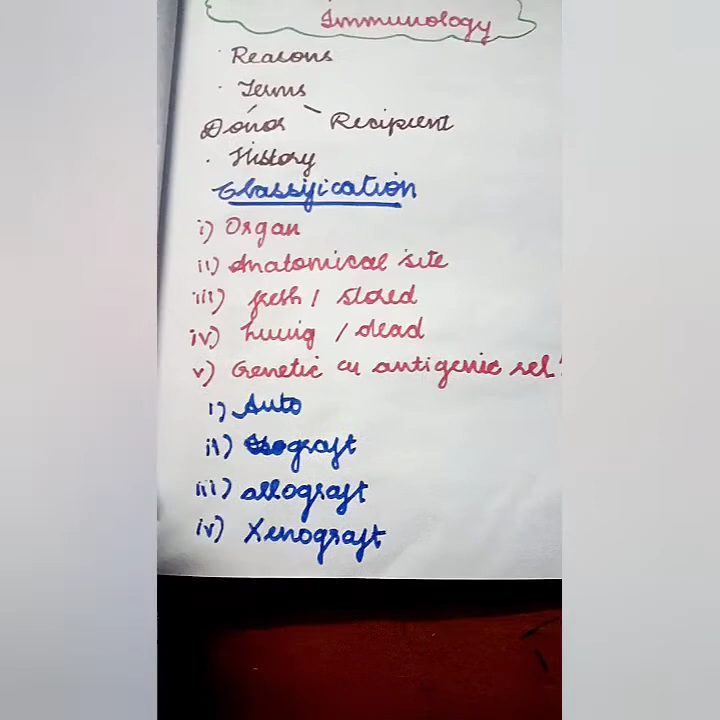 Immunology
Reasons
Terms
Donor Recipient
History
Classification
i) Organ
ii) Anatomical site
iii) fresh / stored
iv) living / dead
v) Genetic antigenic rel
i) Auto
ii) Isograft
iii) allograft
iv) Xenograft